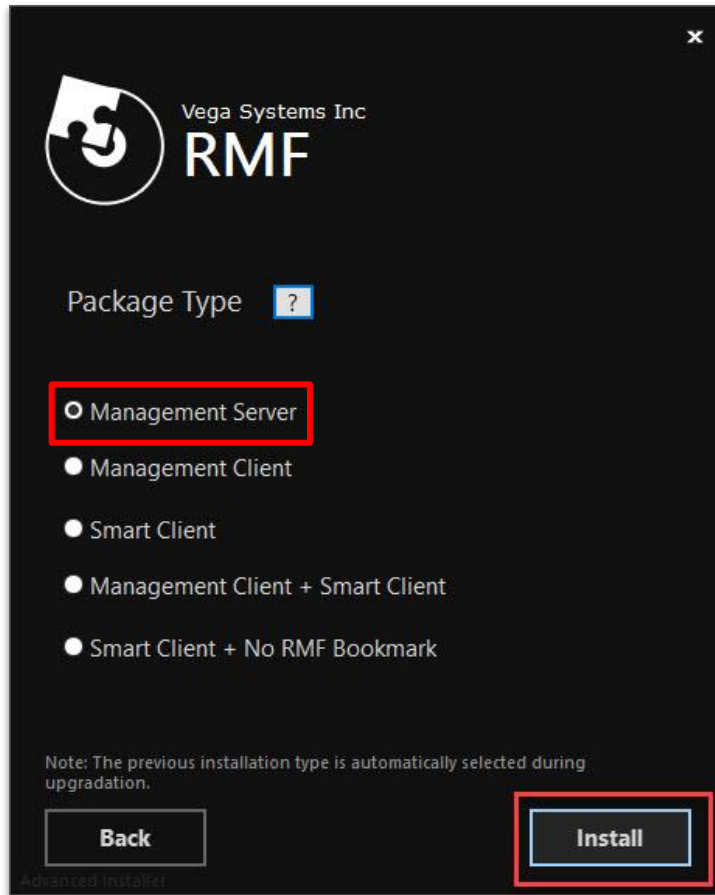 x
Vega Systems Inc
RMF
Package Type ?
Management Server
Management Client
Smart Client
Management Client + Smart Client
Smart Client + No RMF Bookmark
Note: The previous installation type is automatically selected during
upgradation.
Back Install
Advanced Installer